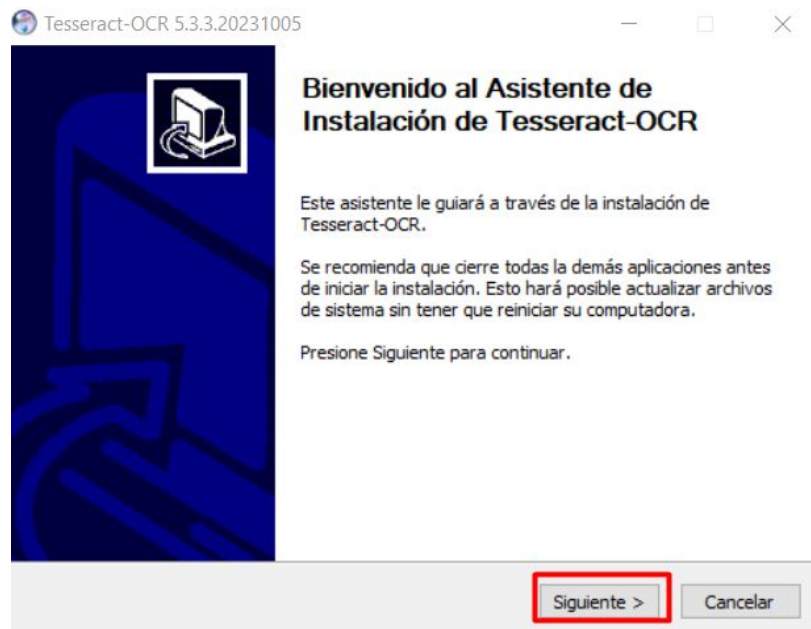 Tesseract-OCR 5.3.3.20231005
Bienvenido al Asistente de
Instalación de Tesseract-OCR
Este asistente le guiará a través de la instalación de
Tesseract-OCR.
Se recomienda que cierre todas la demás aplicaciones antes
de iniciar la instalación. Esto hará posible actualizar archivos
de sistema sin tener que reiniciar su computadora.
Presione Siguiente para continuar.
Siguiente > Cancelar